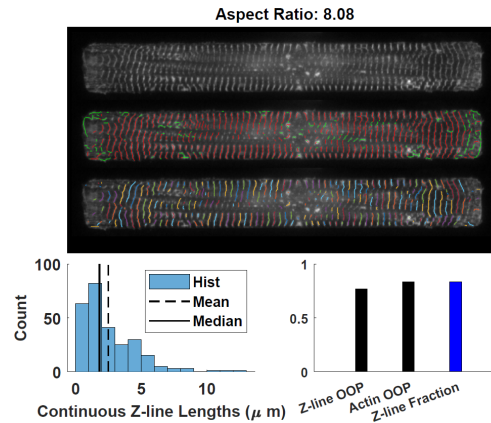 Aspect Ratio: 8.08
100
50
0
Count
Hist
Mean
Median
0
5
10
Continuous Z-line Lengths (μ m)
1
0.5
0
Z-line OOP
Actin OOP
Z-line Fraction